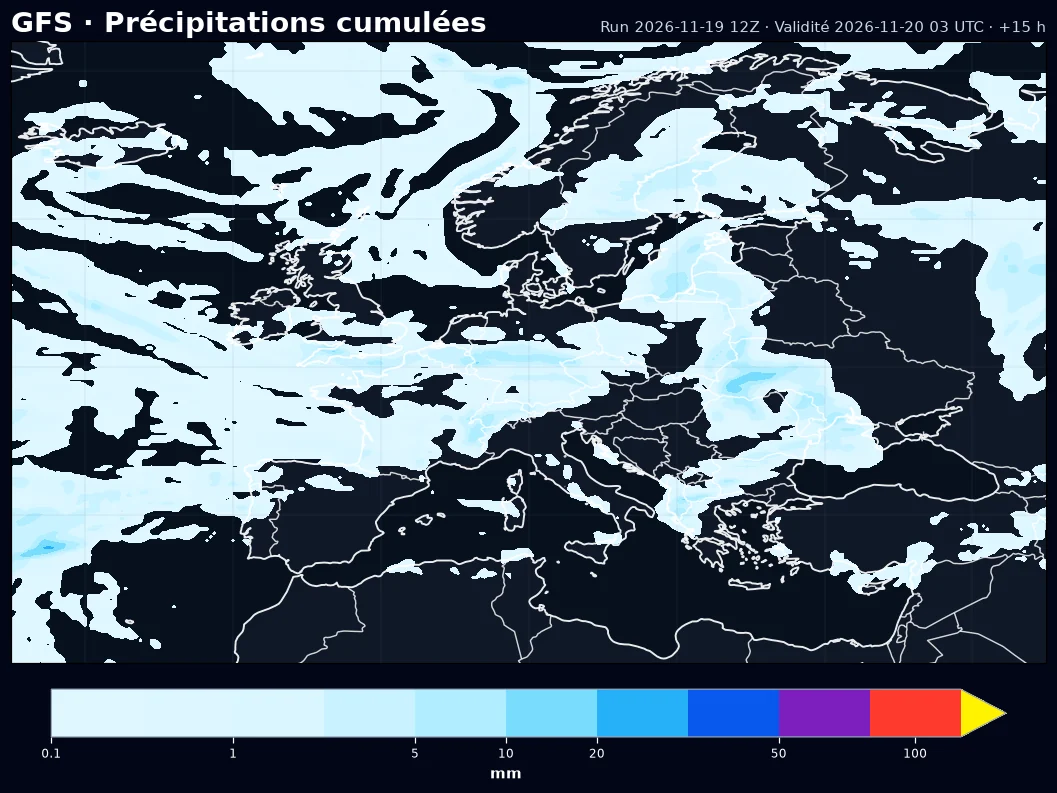 GFS · Précipitations cumulées
Run 2026-11-19 12Z · Validité 2026-11-20 03 UTC · +15 h
0.1 1 5 10 20 50 100
mm